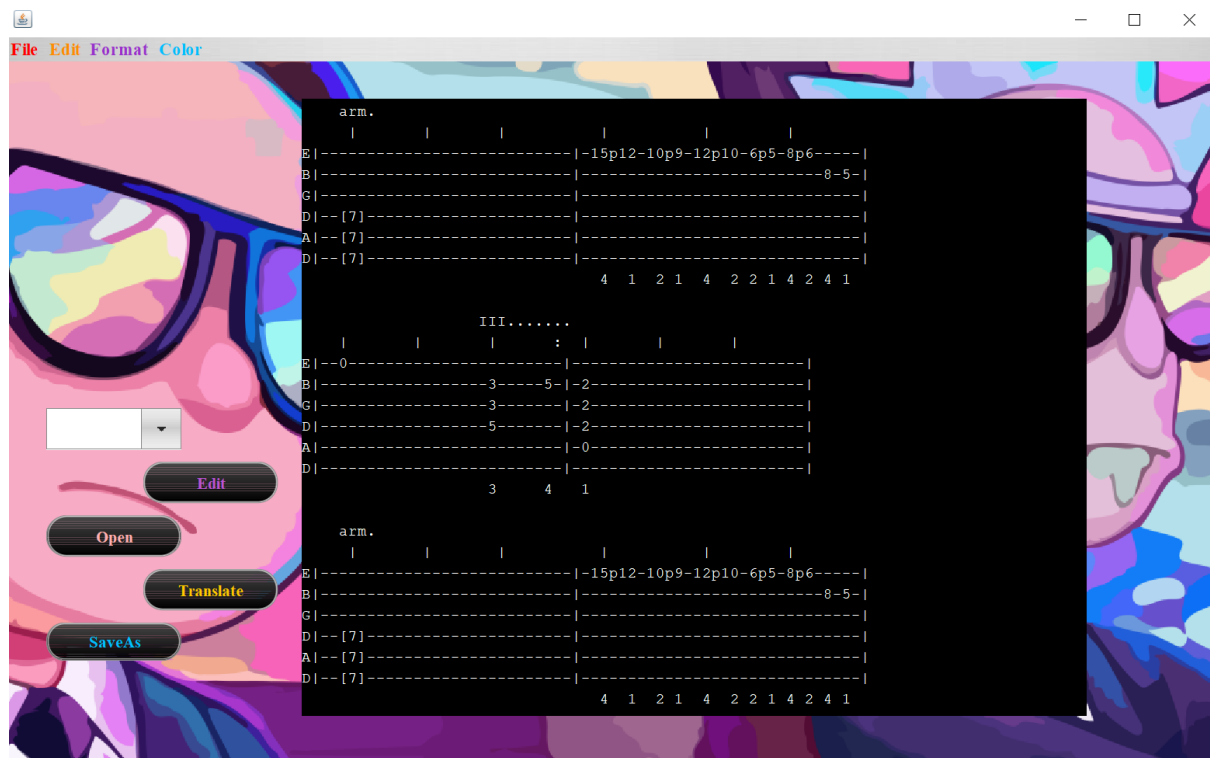 File Edit Format Color
    arm.
     |       |       |          |          |        |
E|---------------------------|-15p12-10p9-12p10-6p5-8p6-----|
B|---------------------------|--------------------------8-5-|
G|---------------------------|------------------------------|
D|--[7]----------------------|------------------------------|
A|--[7]----------------------|------------------------------|
D|--[7]----------------------|------------------------------|
                                4  1  2 1  4  2 2 1 4 2 4 1
                   III.......
    |       |       |      :  |       |       |
E|--0-----------------------|-------------------------|
B|------------------3-----5-|-2-----------------------|
G|------------------3-------|-2-----------------------|
D|------------------5-------|-2-----------------------|
A|--------------------------|-0-----------------------|
D|--------------------------|-------------------------|
                    3     4   1
    arm.
     |       |       |          |          |        |
E|---------------------------|-15p12-10p9-12p10-6p5-8p6-----|
B|---------------------------|--------------------------8-5-|
G|---------------------------|------------------------------|
D|--[7]----------------------|------------------------------|
A|--[7]----------------------|------------------------------|
D|--[7]----------------------|------------------------------|
                                4  1  2 1  4  2 2 1 4 2 4 1
Edit
Open
Translate
SaveAs